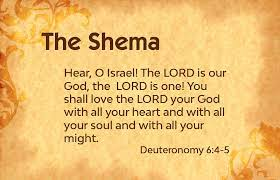 The Shema
Hear, O Israel! The LORD is our
God, the LORD is one! You
shall love the LORD your God
with all your heart and with all
your soul and with all your
might.
Deuteronomy 6:4-5